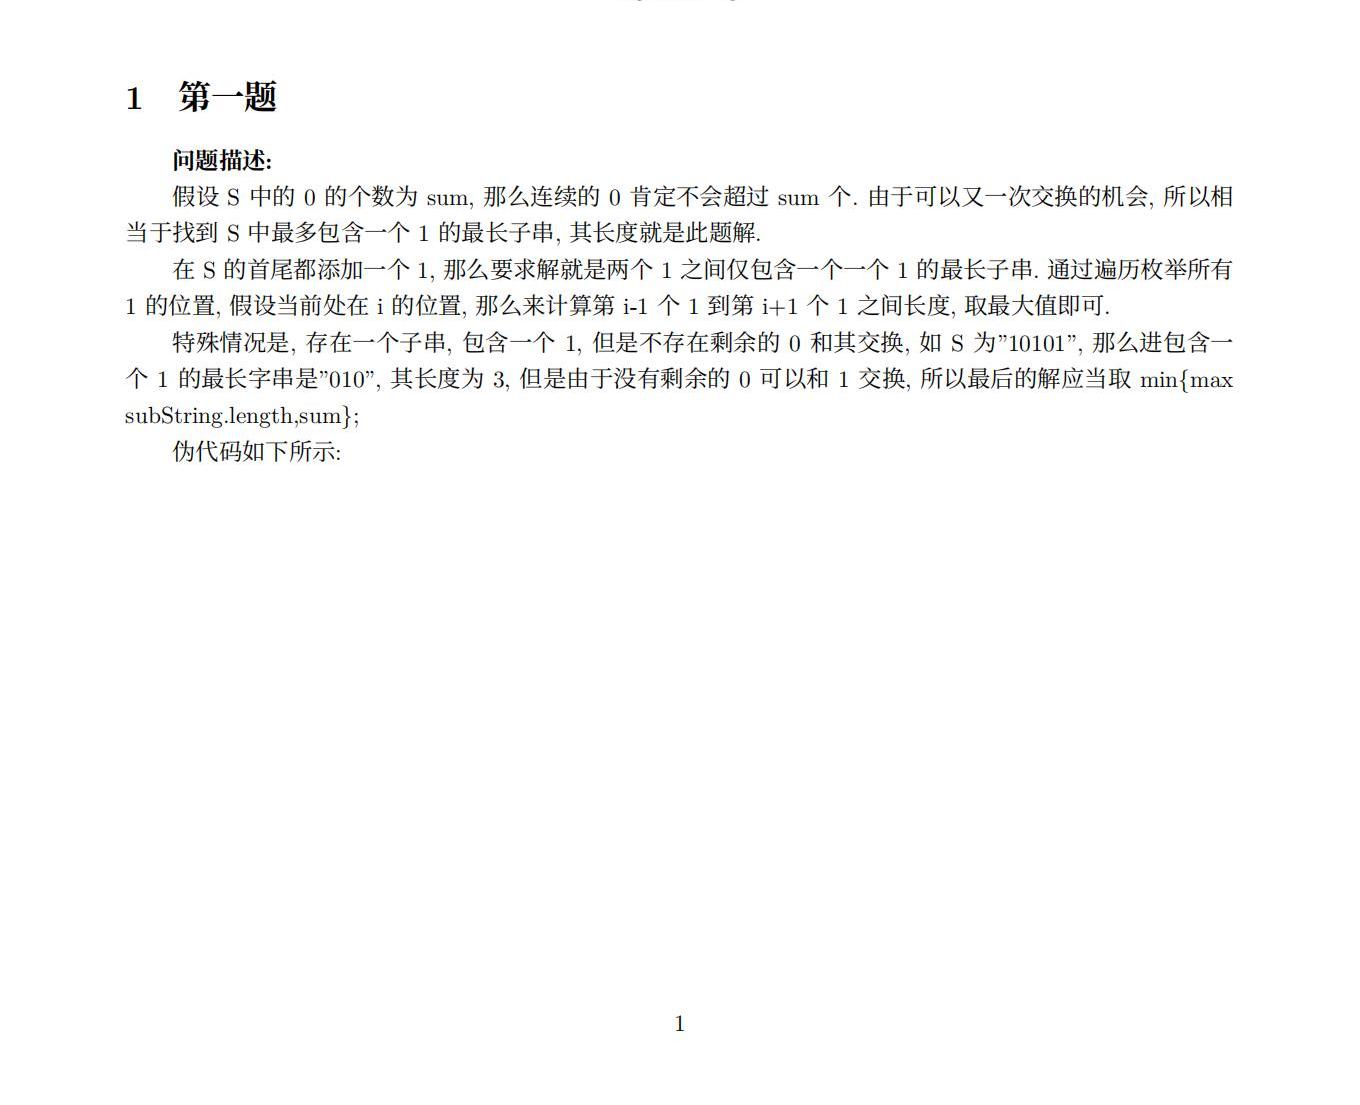 1 第一题
问题描述:
假设 S 中的 0 的个数为 sum, 那么连续的 0 肯定不会超过 sum 个. 由于可以又一次交换的机会, 所以相
当于找到 S 中最多包含一个 1 的最长子串, 其长度就是此题解.
在 S 的首尾都添加一个 1, 那么要求解就是两个 1 之间仅包含一个一个 1 的最长子串. 通过遍历枚举所有
1 的位置, 假设当前处在 i 的位置, 那么来计算第 i-1 个 1 到第 i+1 个 1 之间长度, 取最大值即可.
特殊情况是, 存在一个子串, 包含一个 1, 但是不存在剩余的 0 和其交换, 如 S 为”10101”, 那么进包含一
个 1 的最长字串是”010”, 其长度为 3, 但是由于没有剩余的 0 可以和 1 交换, 所以最后的解应当取 min{max
subString.length,sum};
伪代码如下所示:
1